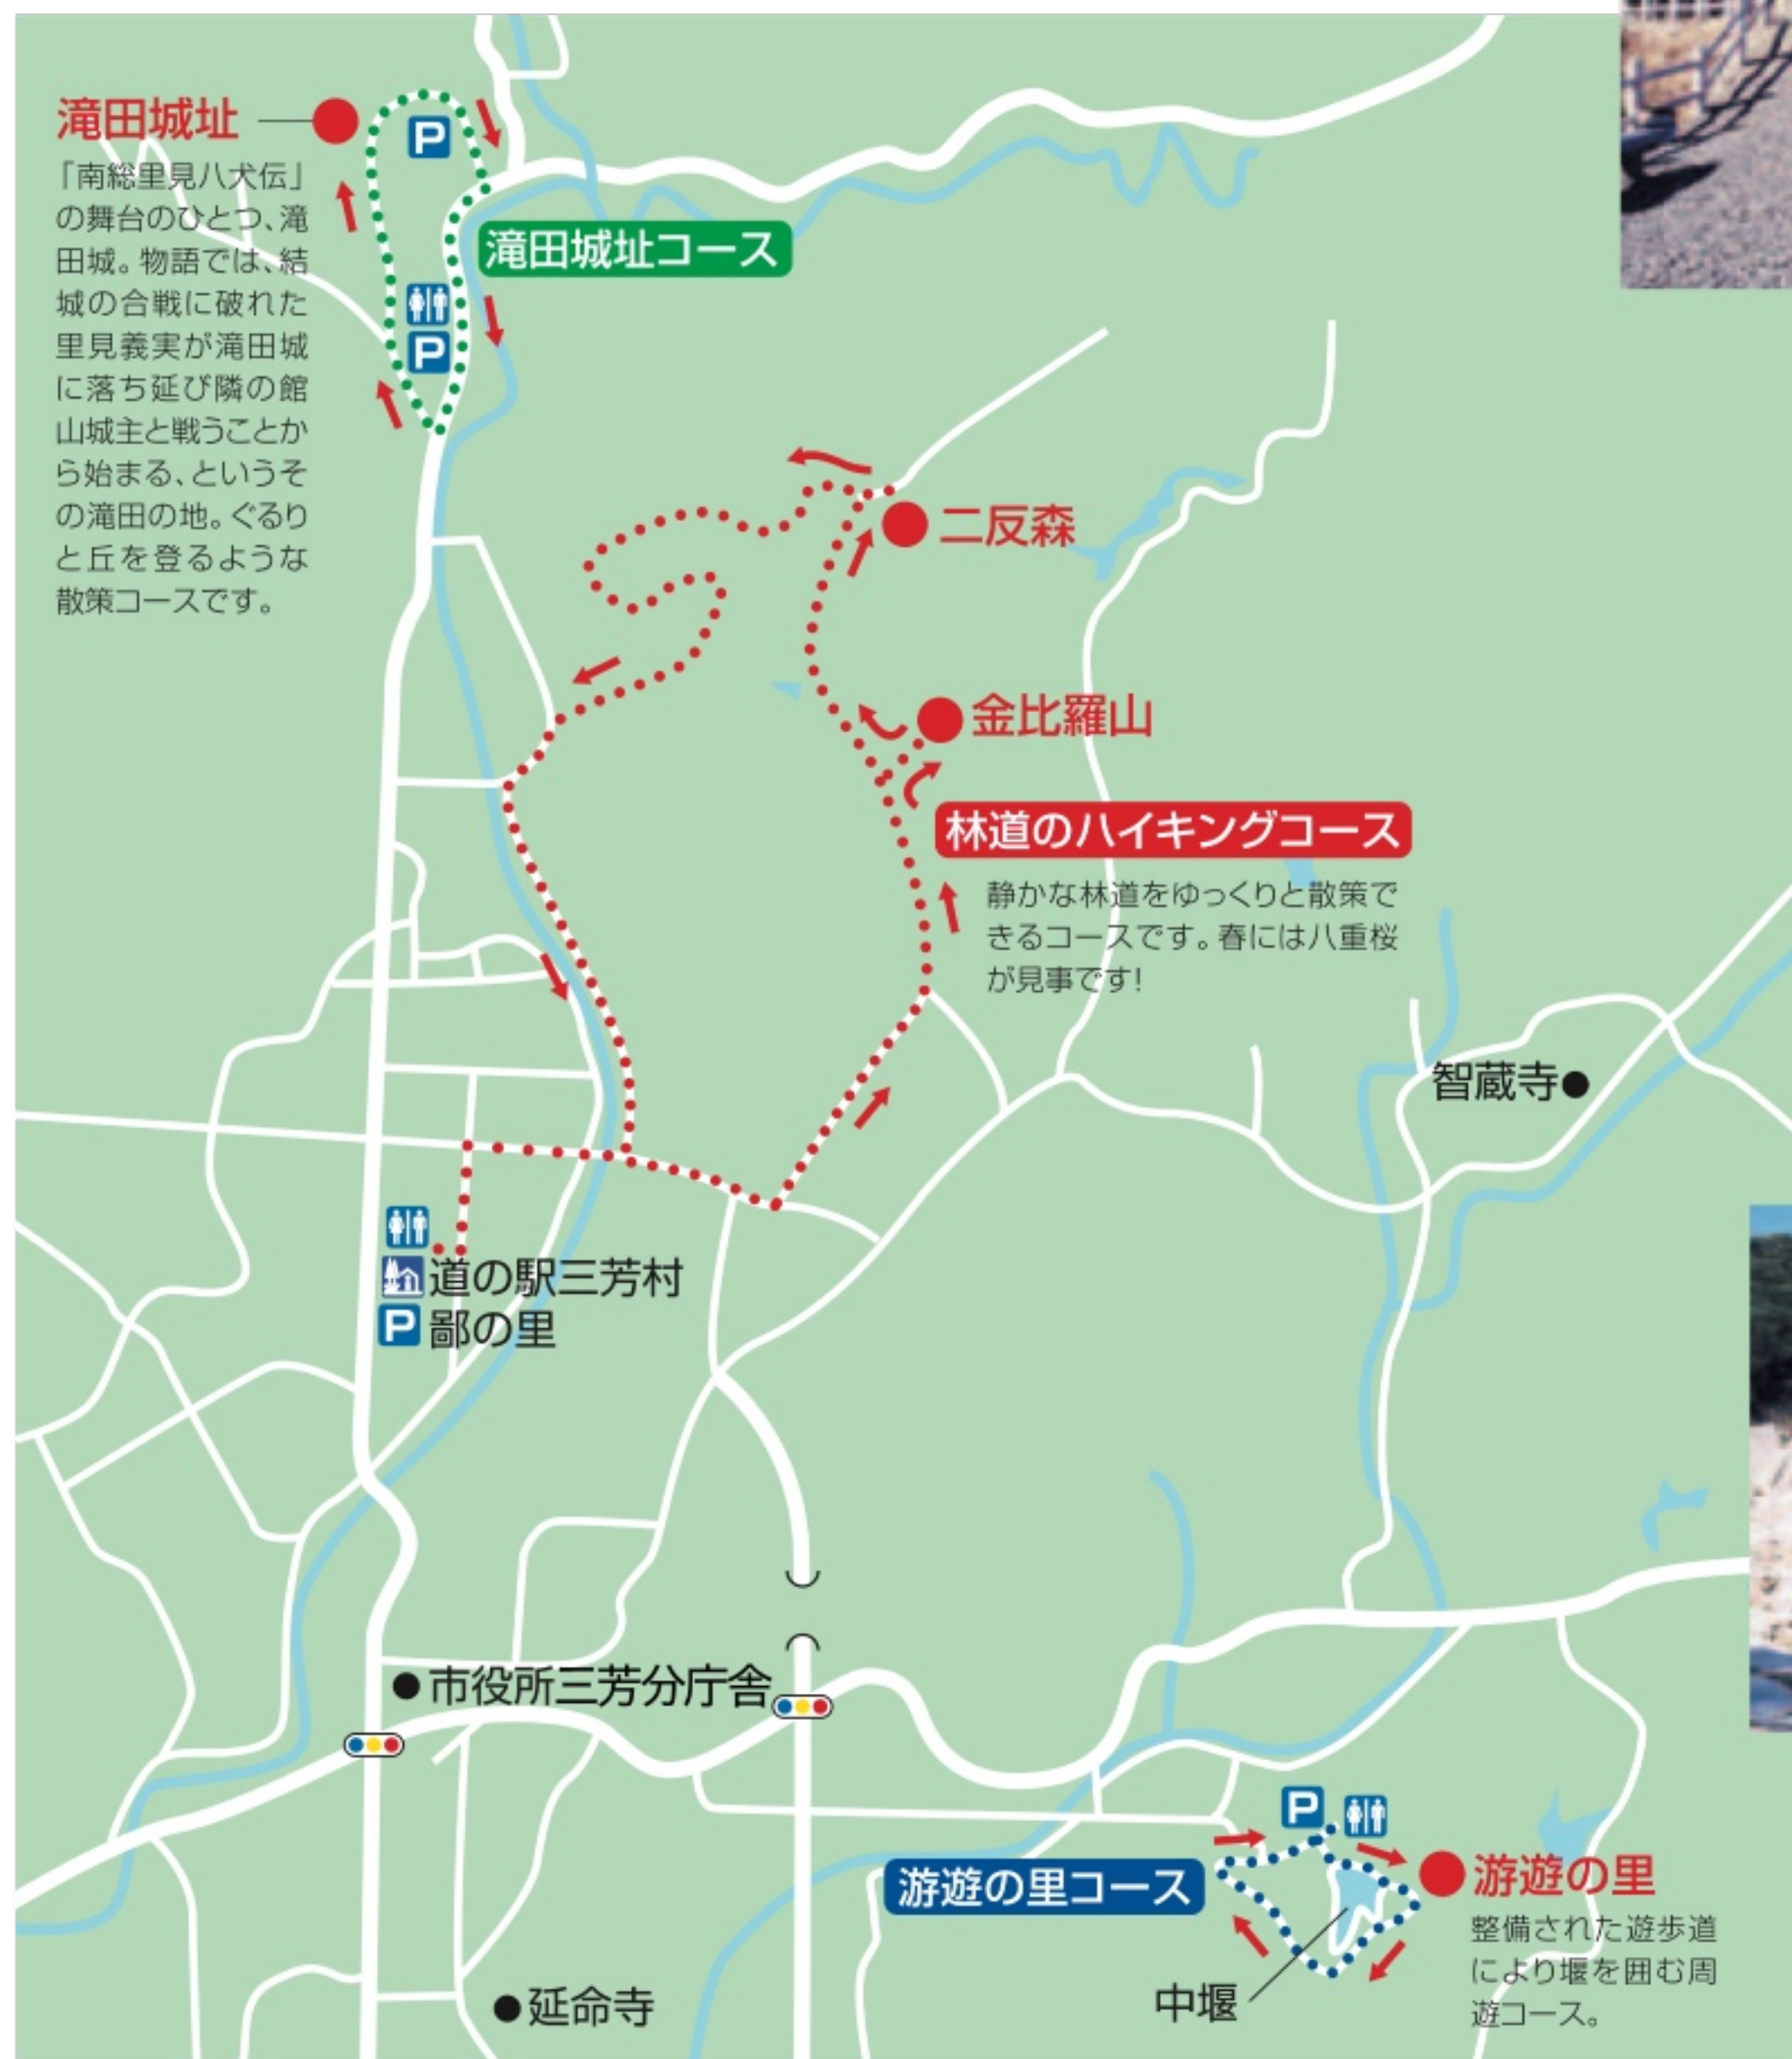 滝田城址
「南総里見八犬伝」
の舞台のひとつ、滝
田城。物語では、結
城の合戦に破れた
里見義実が滝田城
に落ち延び隣の館
山城主と戦うことか
ら始まる、というそ
の滝田の地。ぐるり
と丘を登るような
散策コースです。
P
P
滝田城址コース
二反森
金比羅山
林道のハイキングコース
静かな林道をゆっくりと散策で
きるコースです。春には八重桜
が見事です!
智蔵寺
道の駅三芳村
P 鄙の里
市役所三芳分庁舎
P
游遊の里コース
游遊の里
整備された遊歩道
により堰を囲む周
遊コース。
中堰
延命寺